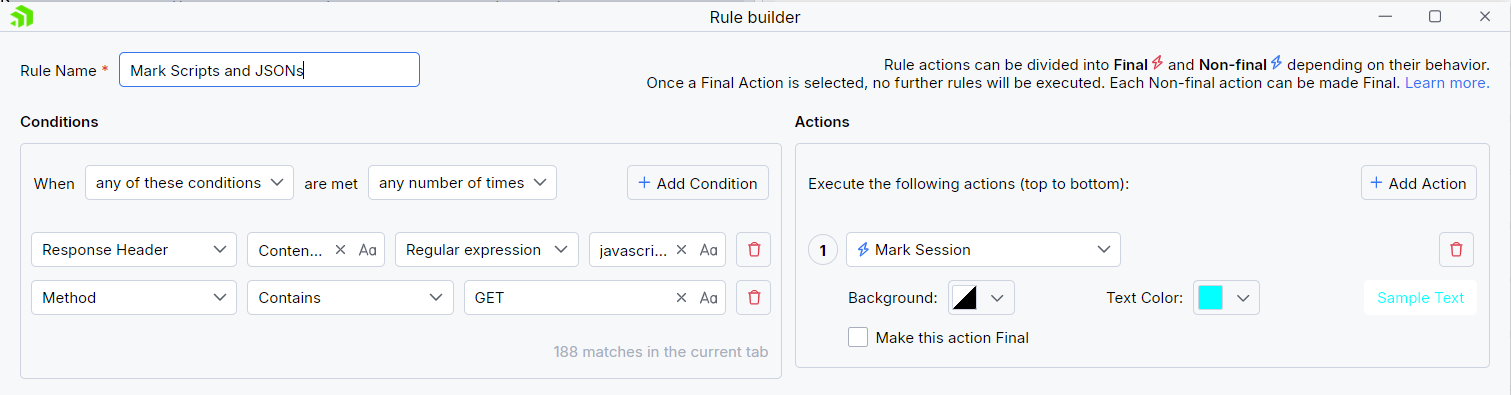 Rule builder
Rule Name *
Mark Scripts and JSONs
Rule actions can be divided into Final and Non-final depending on their behavior.
Once a Final Action is selected, no further rules will be executed. Each Non-final action can be made Final. Learn more.
Conditions
When any of these conditions are met any number of times + Add Condition
Response Header Conten... Aa Regular expression javascri... Aa
Method Contains GET Aa
188 matches in the current tab
Actions
Execute the following actions (top to bottom): + Add Action
1 Mark Session
Background: Text Color: Sample Text
Make this action Final